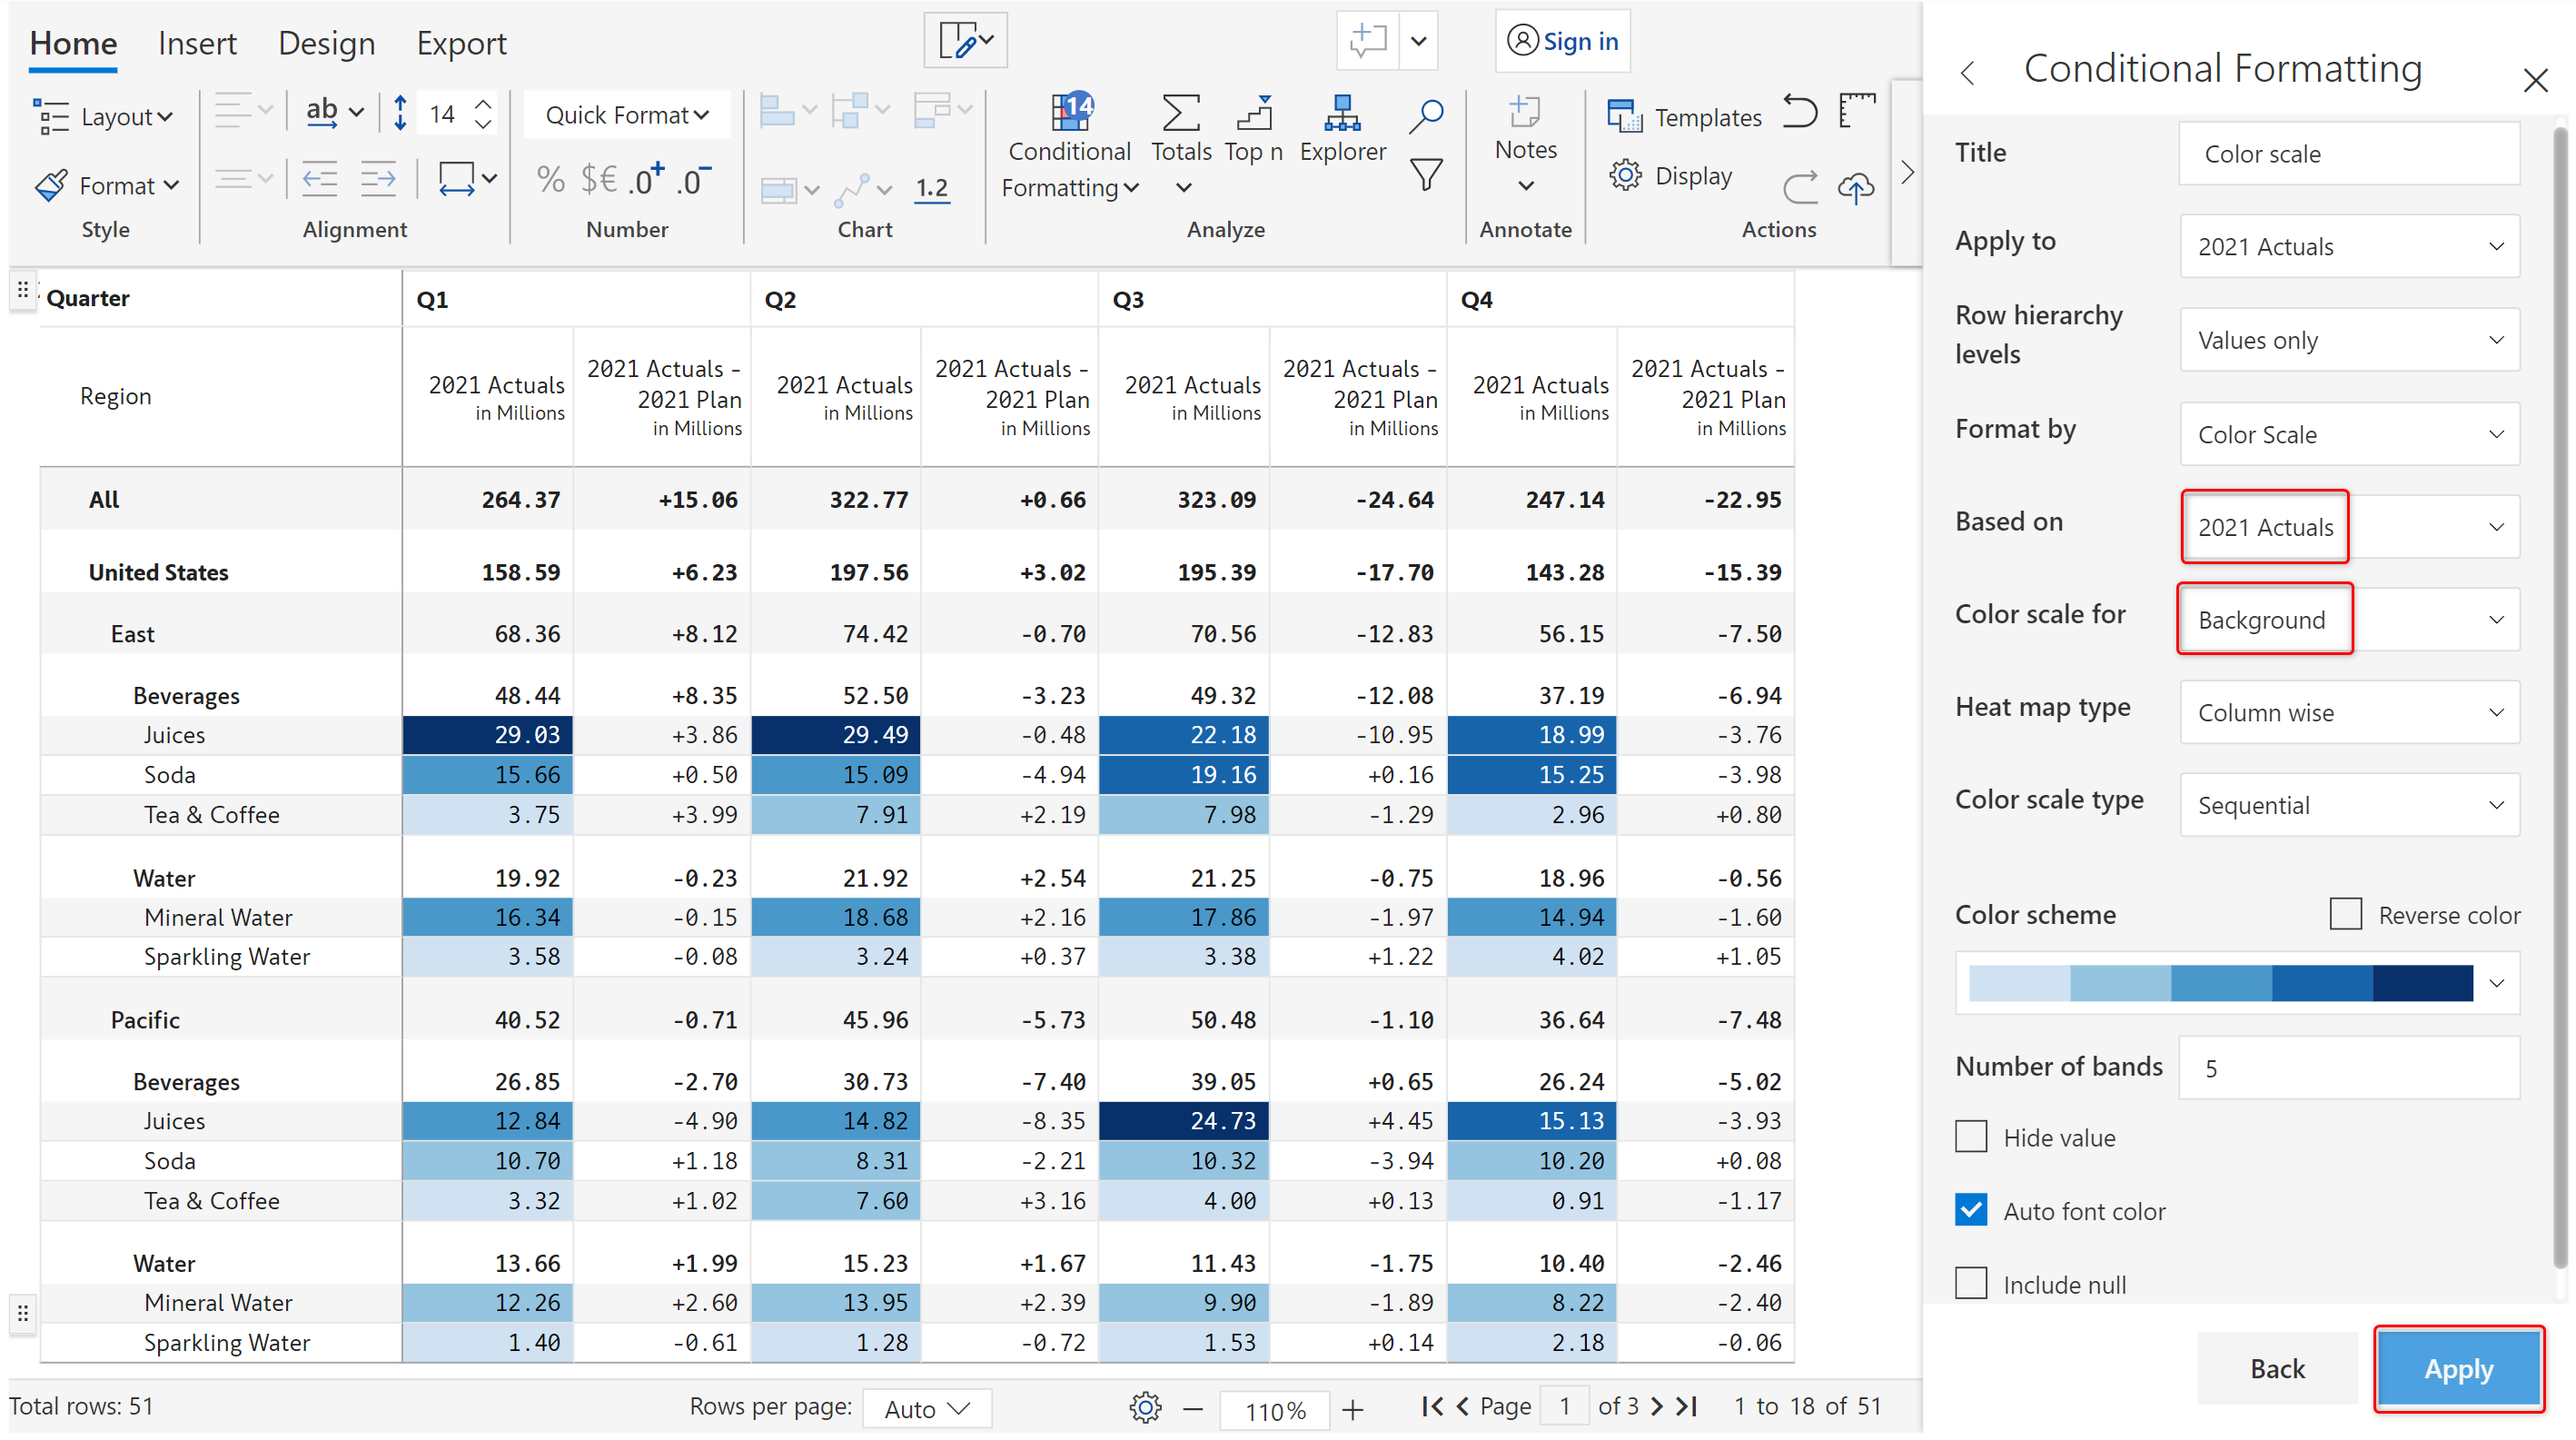 Home Insert Design Export Sign in
Layout ab 14 Quick Format 14 Conditional Formatting Totals Top n Explorer Notes Templates
Format % $€ .0+ .0- 1.2 Display
Style Alignment Number Chart Analyze Annotate Actions
Quarter Q1 Q2 Q3 Q4
Region 2021 Actuals in Millions 2021 Actuals - 2021 Plan in Millions 2021 Actuals in Millions 2021 Actuals - 2021 Plan in Millions 2021 Actuals in Millions 2021 Actuals - 2021 Plan in Millions 2021 Actuals in Millions 2021 Actuals - 2021 Plan in Millions
All 264.37 +15.06 322.77 +0.66 323.09 -24.64 247.14 -22.95
United States 158.59 +6.23 197.56 +3.02 195.39 -17.70 143.28 -15.39
East 68.36 +8.12 74.42 -0.70 70.56 -12.83 56.15 -7.50
Beverages 48.44 +8.35 52.50 -3.23 49.32 -12.08 37.19 -6.94
Juices 29.03 +3.86 29.49 -0.48 22.18 -10.95 18.99 -3.76
Soda 15.66 +0.50 15.09 -4.94 19.16 +0.16 15.25 -3.98
Tea & Coffee 3.75 +3.99 7.91 +2.19 7.98 -1.29 2.96 +0.80
Water 19.92 -0.23 21.92 +2.54 21.25 -0.75 18.96 -0.56
Mineral Water 16.34 -0.15 18.68 +2.16 17.86 -1.97 14.94 -1.60
Sparkling Water 3.58 -0.08 3.24 +0.37 3.38 +1.22 4.02 +1.05
Pacific 40.52 -0.71 45.96 -5.73 50.48 -1.10 36.64 -7.48
Beverages 26.85 -2.70 30.73 -7.40 39.05 +0.65 26.24 -5.02
Juices 12.84 -4.90 14.82 -8.35 24.73 +4.45 15.13 -3.93
Soda 10.70 +1.18 8.31 -2.21 10.32 -3.94 10.20 +0.08
Tea & Coffee 3.32 +1.02 7.60 +3.16 4.00 +0.13 0.91 -1.17
Water 13.66 +1.99 15.23 +1.67 11.43 -1.75 10.40 -2.46
Mineral Water 12.26 +2.60 13.95 +2.39 9.90 -1.89 8.22 -2.40
Sparkling Water 1.40 -0.61 1.28 -0.72 1.53 +0.14 2.18 -0.06
Total rows: 51 Rows per page: Auto 110% Page 1 of 3 1 to 18 of 51
Conditional Formatting
Title Color scale
Apply to 2021 Actuals
Row hierarchy levels Values only
Format by Color Scale
Based on 2021 Actuals
Color scale for Background
Heat map type Column wise
Color scale type Sequential
Color scheme Reverse color
Number of bands 5
Hide value
Auto font color
Include null
Back Apply